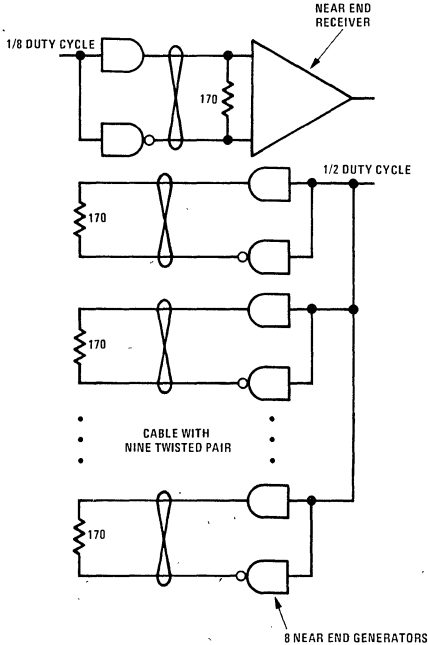 NEAR END
RECEIVER
1/8 DUTY CYCLE
170
1/2 DUTY CYCLE
170
170
CABLE WITH
NINE TWISTED PAIR
170
8 NEAR END GENERATORS